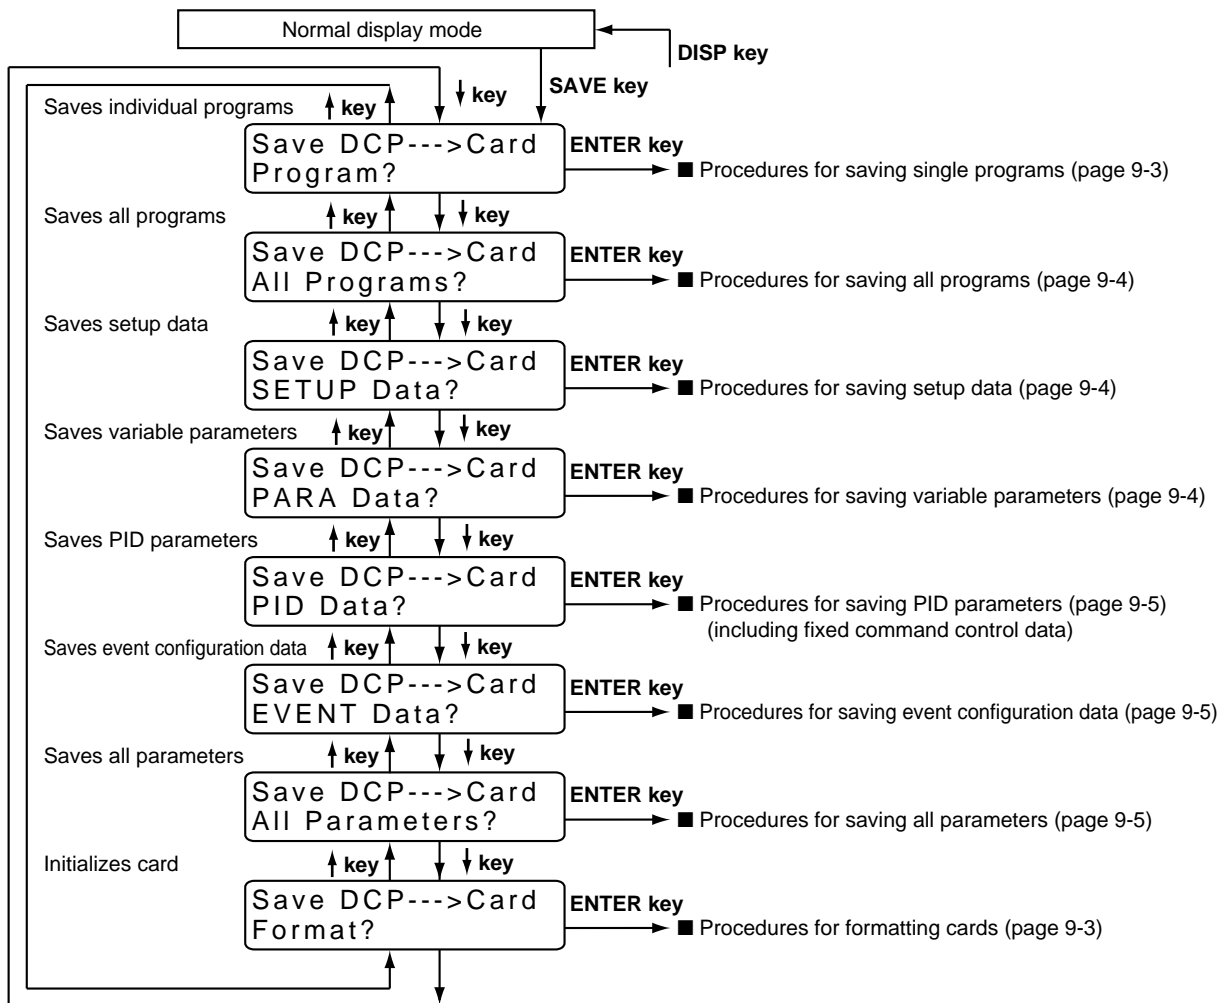 Normal display mode
DISP key
SAVE key
Saves individual programs
↑ key
↓ key
Save DCP--->Card
Program?
ENTER key
■ Procedures for saving single programs (page 9-3)
Saves all programs
↑ key
↓ key
Save DCP--->Card
All Programs?
ENTER key
■ Procedures for saving all programs (page 9-4)
Saves setup data
↑ key
↓ key
Save DCP--->Card
SETUP Data?
ENTER key
■ Procedures for saving setup data (page 9-4)
Saves variable parameters
↑ key
↓ key
Save DCP--->Card
PARA Data?
ENTER key
■ Procedures for saving variable parameters (page 9-4)
Saves PID parameters
↑ key
↓ key
Save DCP--->Card
PID Data?
ENTER key
■ Procedures for saving PID parameters (page 9-5)
(including fixed command control data)
Saves event configuration data
↑ key
↓ key
Save DCP--->Card
EVENT Data?
ENTER key
■ Procedures for saving event configuration data (page 9-5)
Saves all parameters
↑ key
↓ key
Save DCP--->Card
All Parameters?
ENTER key
■ Procedures for saving all parameters (page 9-5)
Initializes card
↑ key
↓ key
Save DCP--->Card
Format?
ENTER key
■ Procedures for formatting cards (page 9-3)